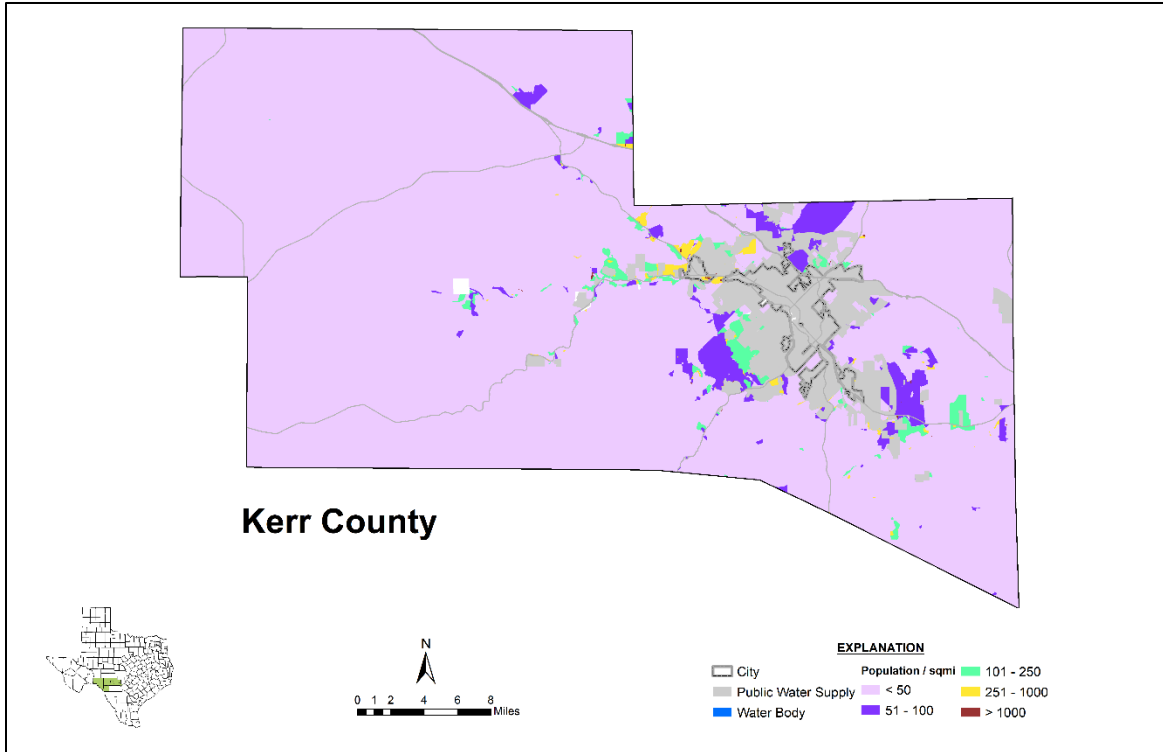 Kerr County
N
0 1 2 4 6 8
Miles
EXPLANATION
City
Public Water Supply
Water Body
Population / sqmi
< 50
51 - 100
101 - 250
251 - 1000
> 1000